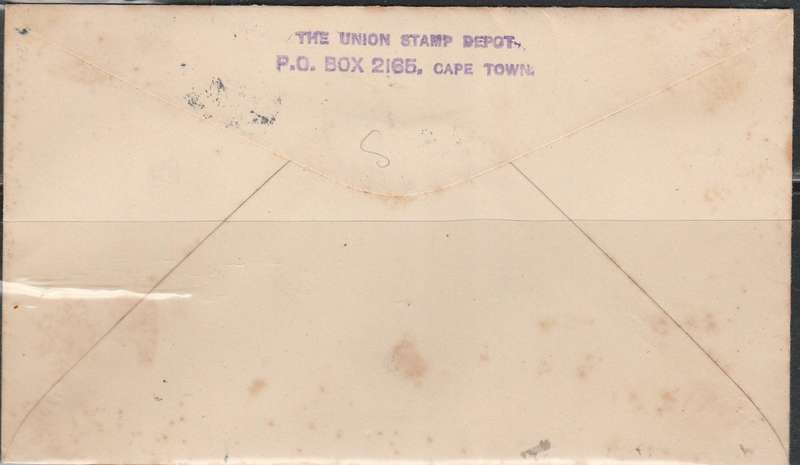 THE UNION STAMP DEPOT,
P.O. BOX 2165, CAPE TOWN.
S